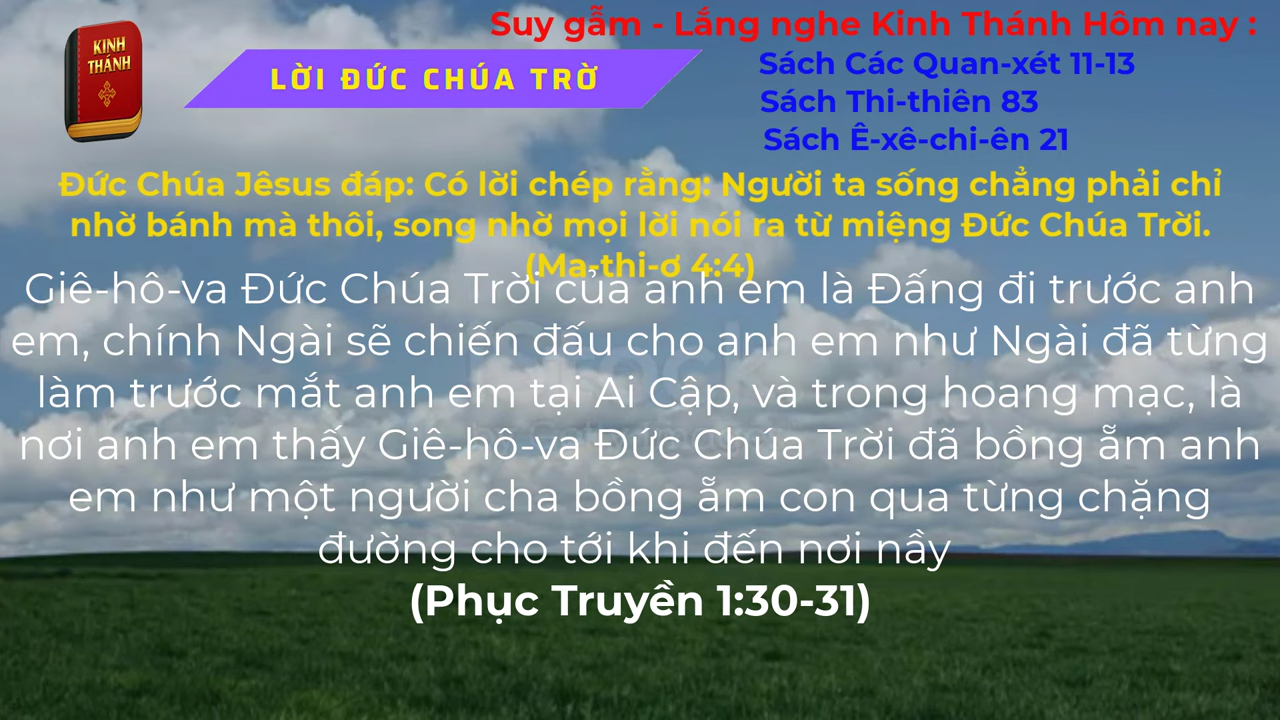 Suy gẫm - Lắng nghe Kinh Thánh Hôm nay :
KINH
THÁNH
LỜI ĐỨC CHÚA TRỜ
Sách Các Quan-xét 11-13
Sách Thi-thiên 83
Sách Ê-xê-chi-ên 21
Đức Chúa Jêsus đáp: Có lời chép rằng: Người ta sống chẳng phải chỉ
nhờ bánh mà thôi, song nhờ mọi lời nói ra từ miệng Đức Chúa Trời.
(Ma-thi-ơ 4:4)
Giê-hô-va Đức Chúa Trời của anh em là Đấng đi trước anh
em, chính Ngài sẽ chiến đấu cho anh em như Ngài đã từng
làm trước mắt anh em tại Ai Cập, và trong hoang mạc, là
nơi anh em thấy Giê-hô-va Đức Chúa Trời đã bồng ẵm anh
em như một người cha bồng ẵm con qua từng chặng
đường cho tới khi đến nơi nầy
(Phục Truyền 1:30-31)